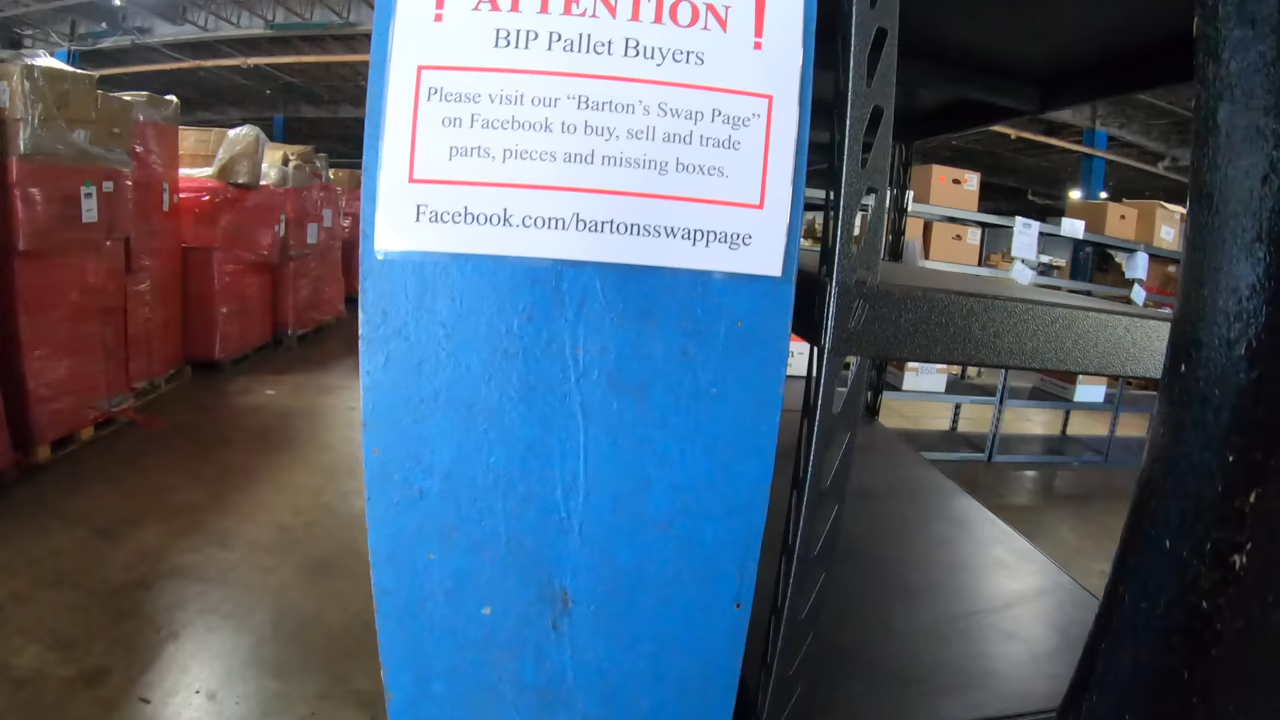 ! ATTENTION !
BIP Pallet Buyers
Please visit our “Barton’s Swap Page”
on Facebook to buy, sell and trade
parts, pieces and missing boxes.
Facebook.com/bartonsswappage